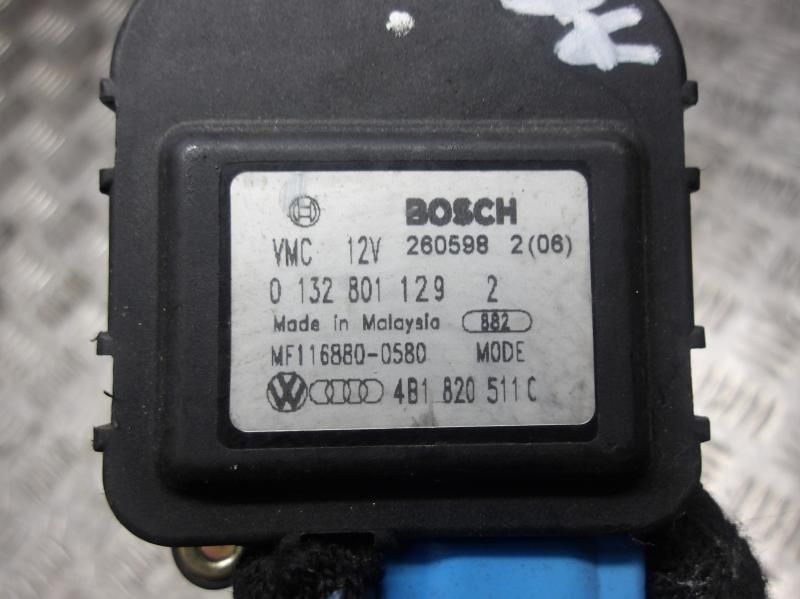 BOSCH
VMC 12V 260598 2(06)
0 132 801 129 2
Made in Malaysia 882
MF116880-0580 MODE
4B1 820 511 C